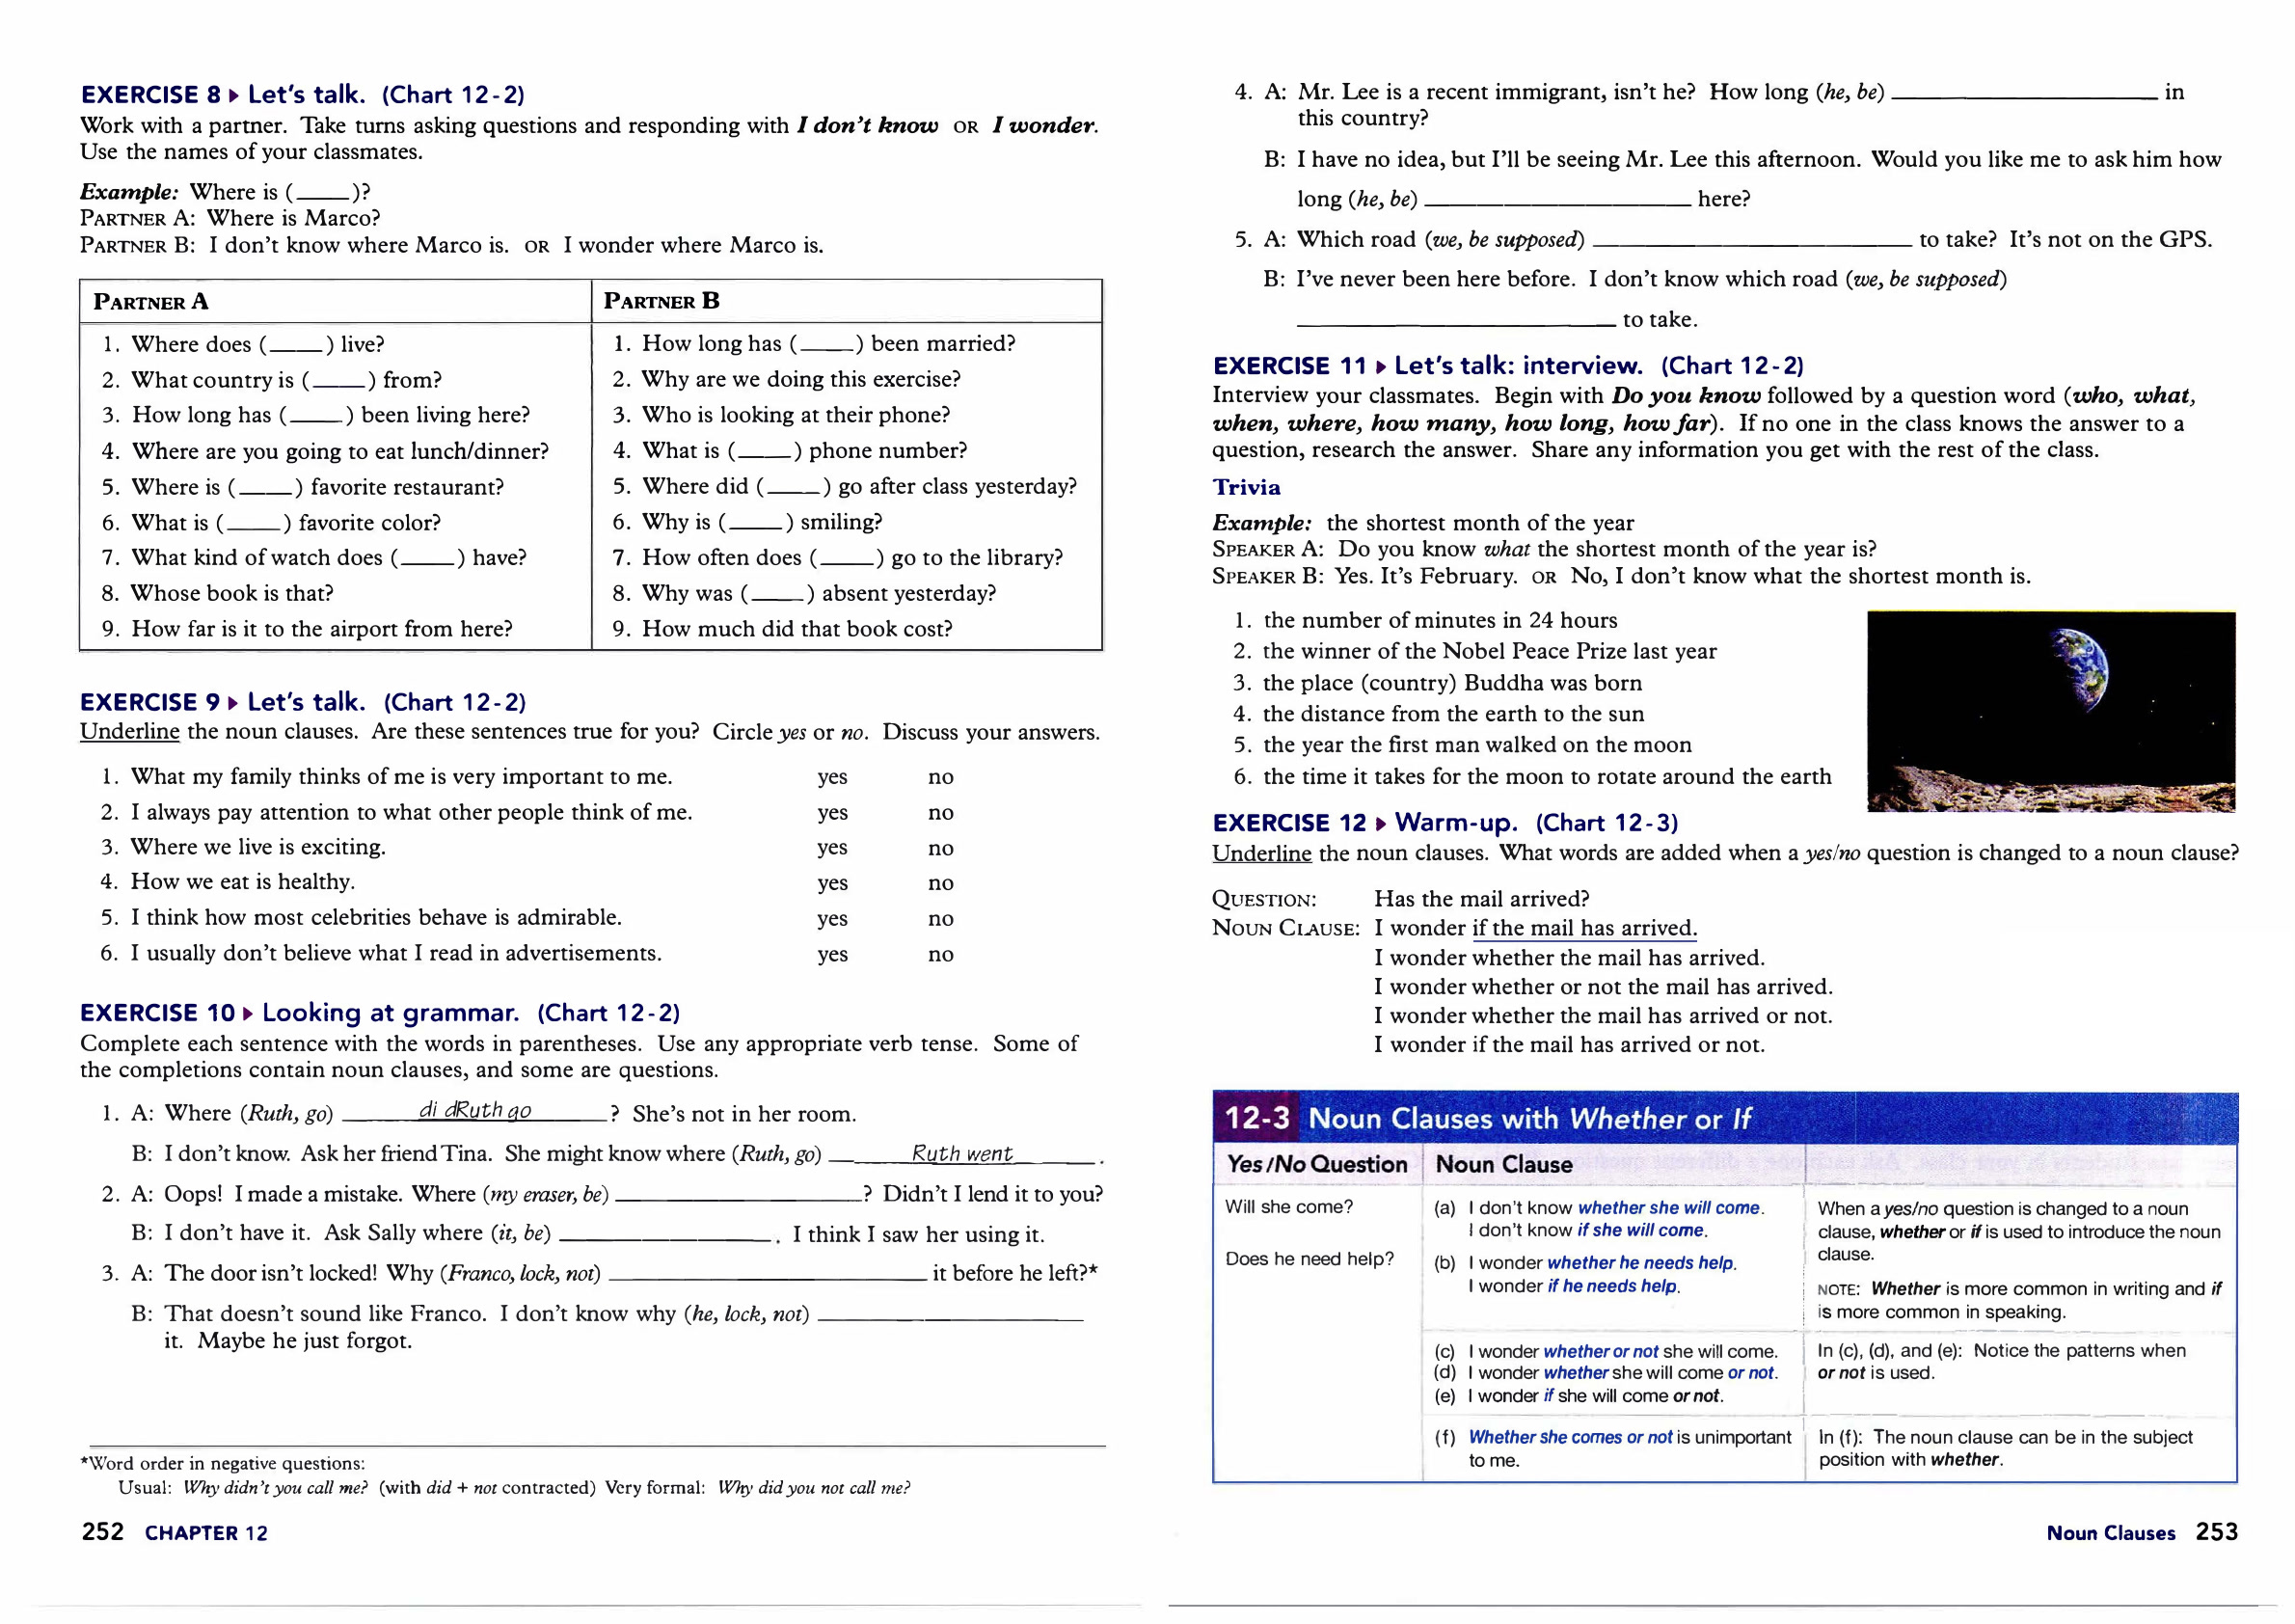 EXERCISE 8 ▸ Let's talk. (Chart 12-2)
Work with a partner. Take turns asking questions and responding with I don't know OR I wonder.
Use the names of your classmates.
Example: Where is (____)?
PARTNER A: Where is Marco?
PARTNER B: I don't know where Marco is. OR I wonder where Marco is.
PARTNER A
1. Where does (____) live?
2. What country is (____) from?
3. How long has (____) been living here?
4. Where are you going to eat lunch/dinner?
5. Where is (____) favorite restaurant?
6. What is (____) favorite color?
7. What kind of watch does (____) have?
8. Whose book is that?
9. How far is it to the airport from here?
PARTNER B
1. How long has (____) been married?
2. Why are we doing this exercise?
3. Who is looking at their phone?
4. What is (____) phone number?
5. Where did (____) go after class yesterday?
6. Why is (____) smiling?
7. How often does (____) go to the library?
8. Why was (____) absent yesterday?
9. How much did that book cost?
EXERCISE 9 ▸ Let's talk. (Chart 12-2)
Underline the noun clauses. Are these sentences true for you? Circle yes or no. Discuss your answers.
1. What my family thinks of me is very important to me. yes no
2. I always pay attention to what other people think of me. yes no
3. Where we live is exciting. yes no
4. How we eat is healthy. yes no
5. I think how most celebrities behave is admirable. yes no
6. I usually don't believe what I read in advertisements. yes no
EXERCISE 10 ▸ Looking at grammar. (Chart 12-2)
Complete each sentence with the words in parentheses. Use any appropriate verb tense. Some of
the completions contain noun clauses, and some are questions.
1. A: Where (Ruth, go) di dRuth go ? She's not in her room.
B: I don't know. Ask her friend Tina. She might know where (Ruth, go) Ruth went .
2. A: Oops! I made a mistake. Where (my eraser, be) ____________? Didn't I lend it to you?
B: I don't have it. Ask Sally where (it, be) ____________. I think I saw her using it.
3. A: The door isn't locked! Why (Franco, lock, not) ____________ it before he left?*
B: That doesn't sound like Franco. I don't know why (he, lock, not) ____________
it. Maybe he just forgot.
*Word order in negative questions:
Usual: Why didn't you call me? (with did + not contracted) Very formal: Why did you not call me?
252 CHAPTER 12
4. A: Mr. Lee is a recent immigrant, isn't he? How long (he, be) ____________ in
this country?
B: I have no idea, but I'll be seeing Mr. Lee this afternoon. Would you like me to ask him how
long (he, be) ____________ here?
5. A: Which road (we, be supposed) ____________ to take? It's not on the GPS.
B: I've never been here before. I don't know which road (we, be supposed)
____________ to take.
EXERCISE 11 ▸ Let's talk: interview. (Chart 12-2)
Interview your classmates. Begin with Do you know followed by a question word (who, what,
when, where, how many, how long, how far). If no one in the class knows the answer to a
question, research the answer. Share any information you get with the rest of the class.
Trivia
Example: the shortest month of the year
SPEAKER A: Do you know what the shortest month of the year is?
SPEAKER B: Yes. It's February. OR No, I don't know what the shortest month is.
1. the number of minutes in 24 hours
2. the winner of the Nobel Peace Prize last year
3. the place (country) Buddha was born
4. the distance from the earth to the sun
5. the year the first man walked on the moon
6. the time it takes for the moon to rotate around the earth
EXERCISE 12 ▸ Warm-up. (Chart 12-3)
Underline the noun clauses. What words are added when a yes/no question is changed to a noun clause?
QUESTION: Has the mail arrived?
NOUN CLAUSE: I wonder if the mail has arrived.
I wonder whether the mail has arrived.
I wonder whether or not the mail has arrived.
I wonder whether the mail has arrived or not.
I wonder if the mail has arrived or not.
12-3 Noun Clauses with Whether or If
Yes/No Question Noun Clause
Will she come?
(a) I don't know whether she will come.
I don't know if she will come.
Does he need help?
(b) I wonder whether he needs help.
I wonder if he needs help.
When a yes/no question is changed to a noun
clause, whether or if is used to introduce the noun
clause.
NOTE: Whether is more common in writing and if
is more common in speaking.
(c) I wonder whether or not she will come.
(d) I wonder whether she will come or not.
(e) I wonder if she will come or not.
In (c), (d), and (e): Notice the patterns when
or not is used.
(f) Whether she comes or not is unimportant
to me.
In (f): The noun clause can be in the subject
position with whether.
Noun Clauses 253